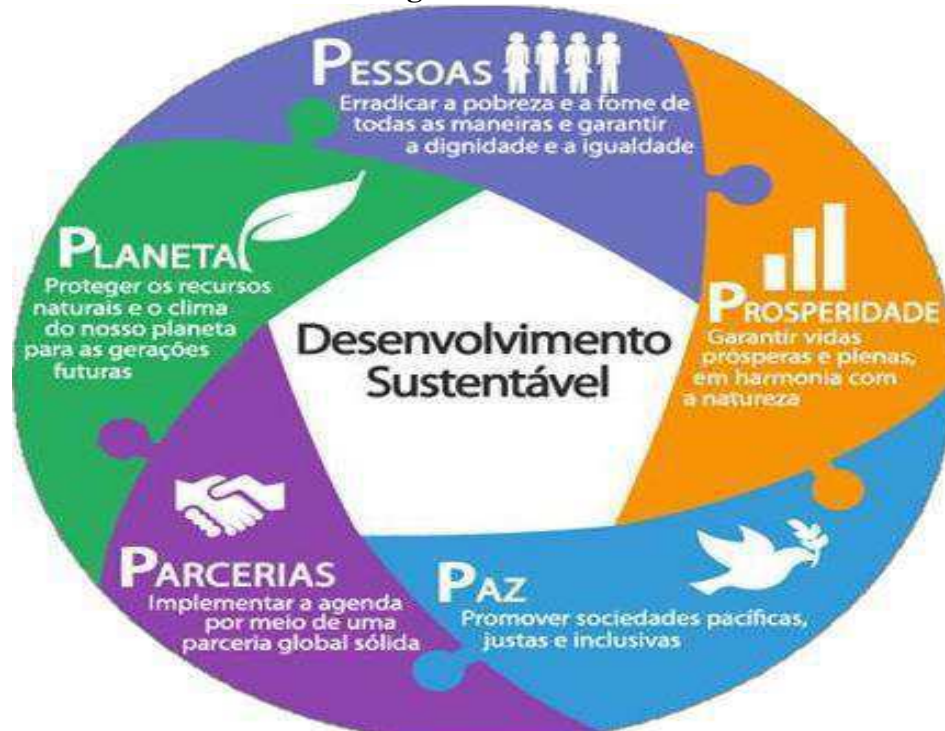 PESSOAS
Erradicar a pobreza e a fome de
todas as maneiras e garantir
a dignidade e a igualdade
PROSPERIDADE
Garantir vidas
prósperas e plenas,
em harmonia com
a natureza
PAZ
Promover sociedades pacíficas,
justas e inclusivas
PARCERIAS
Implementar a agenda
por meio de uma
parceria global sólida
PLANETA
Proteger os recursos
naturais e o clima
do nosso planeta
para as gerações
futuras
Desenvolvimento
Sustentável